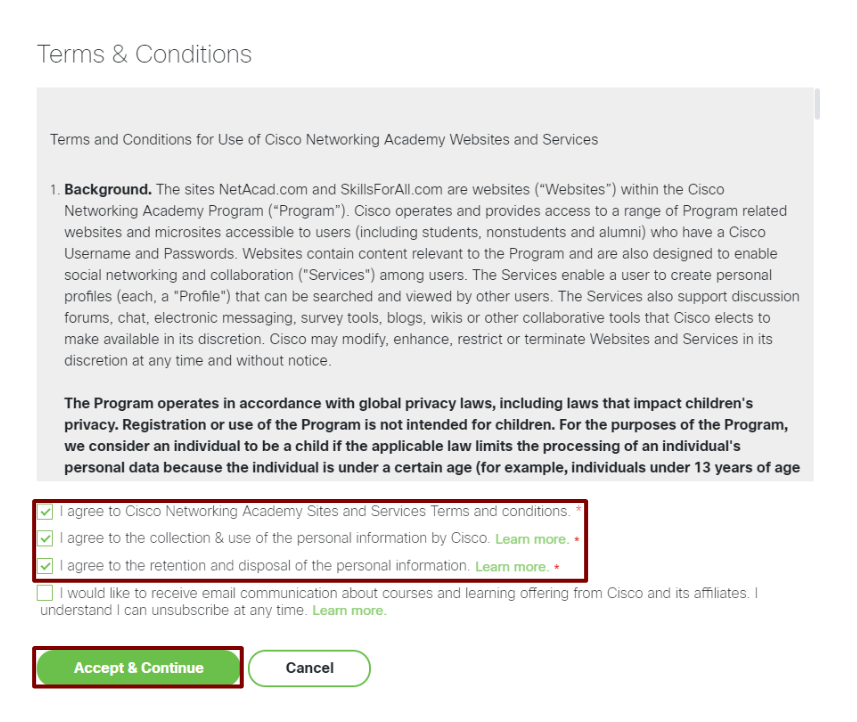 Terms & Conditions
Terms and Conditions for Use of Cisco Networking Academy Websites and Services
1. Background. The sites NetAcad.com and SkillsForAll.com are websites (“Websites”) within the Cisco
Networking Academy Program (“Program”). Cisco operates and provides access to a range of Program related
websites and microsites accessible to users (including students, nonstudents and alumni) who have a Cisco
Username and Passwords. Websites contain content relevant to the Program and are also designed to enable
social networking and collaboration ("Services") among users. The Services enable a user to create personal
profiles (each, a "Profile") that can be searched and viewed by other users. The Services also support discussion
forums, chat, electronic messaging, survey tools, blogs, wikis or other collaborative tools that Cisco elects to
make available in its discretion. Cisco may modify, enhance, restrict or terminate Websites and Services in its
discretion at any time and without notice.
The Program operates in accordance with global privacy laws, including laws that impact children's
privacy. Registration or use of the Program is not intended for children. For the purposes of the Program,
we consider an individual to be a child if the applicable law limits the processing of an individual's
personal data because the individual is under a certain age (for example, individuals under 13 years of age
I agree to Cisco Networking Academy Sites and Services Terms and conditions. *
I agree to the collection & use of the personal information by Cisco. Learn more. *
I agree to the retention and disposal of the personal information. Learn more. *
I would like to receive email communication about courses and learning offering from Cisco and its affiliates. I
understand I can unsubscribe at any time. Learn more.
Accept & Continue
Cancel